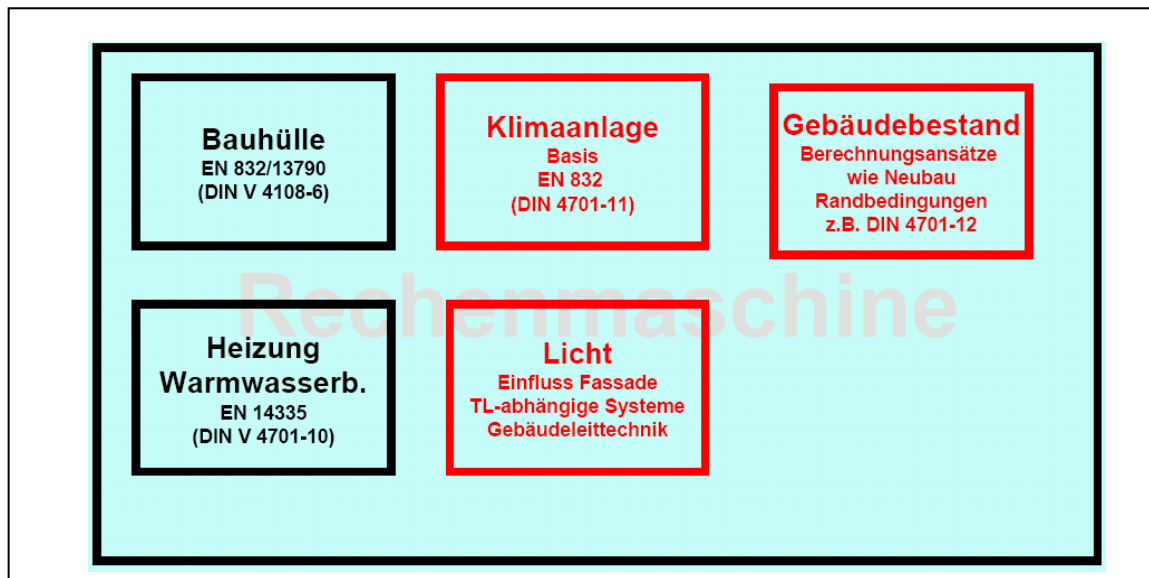 Bauhülle
EN 832/13790
(DIN V 4108-6)
Klimaanlage
Basis
EN 832
(DIN 4701-11)
Gebäudebestand
Berechnungsansätze
wie Neubau
Randbedingungen
z.B. DIN 4701-12
Rechenmaschine
Heizung
Warmwasserb.
EN 14335
(DIN V 4701-10)
Licht
Einfluss Fassade
TL-abhängige Systeme
Gebäudeleittechnik